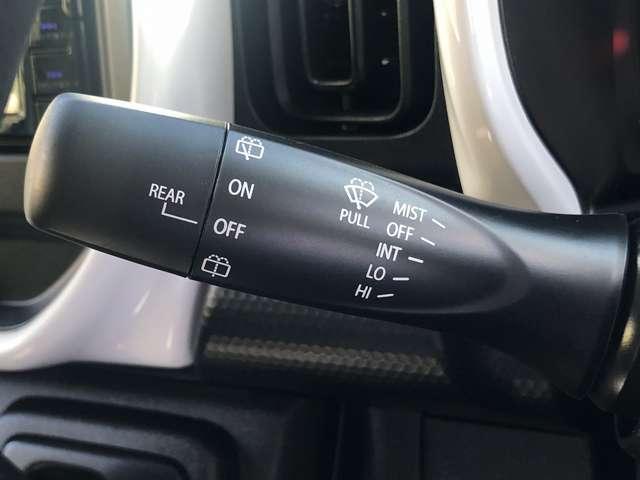 REAR
ON
OFF
PULL
MIST
OFF
INT
LO
HI